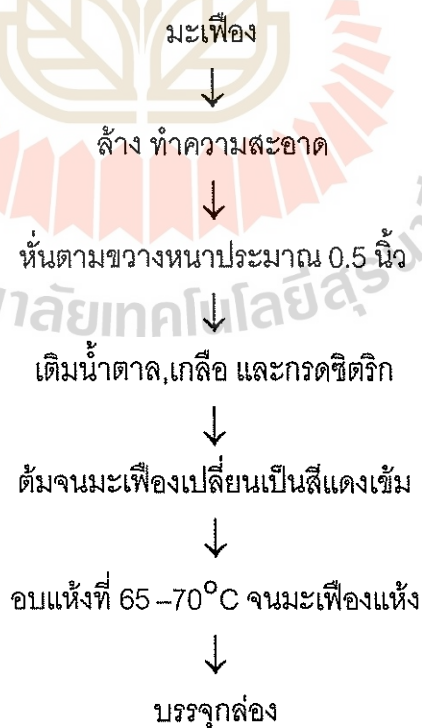 มะเฟือง
↓
ล้าง ทำความสะอาด
↓
หั่นตามขวางหนาประมาณ 0.5 นิ้ว
↓
เติมน้ำตาล,เกลือ และกรดซิตริก
↓
ต้มจนมะเฟืองเปลี่ยนเป็นสีแดงเข้ม
↓
อบแห้งที่ 65 –70°C จนมะเฟืองแห้ง
↓
บรรจุกล่อง